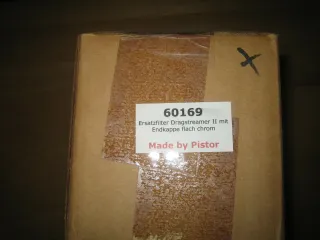 60169
Ersatzfilter Dragstreamer II mit
Endkappe flach chrom
Made by Pistor